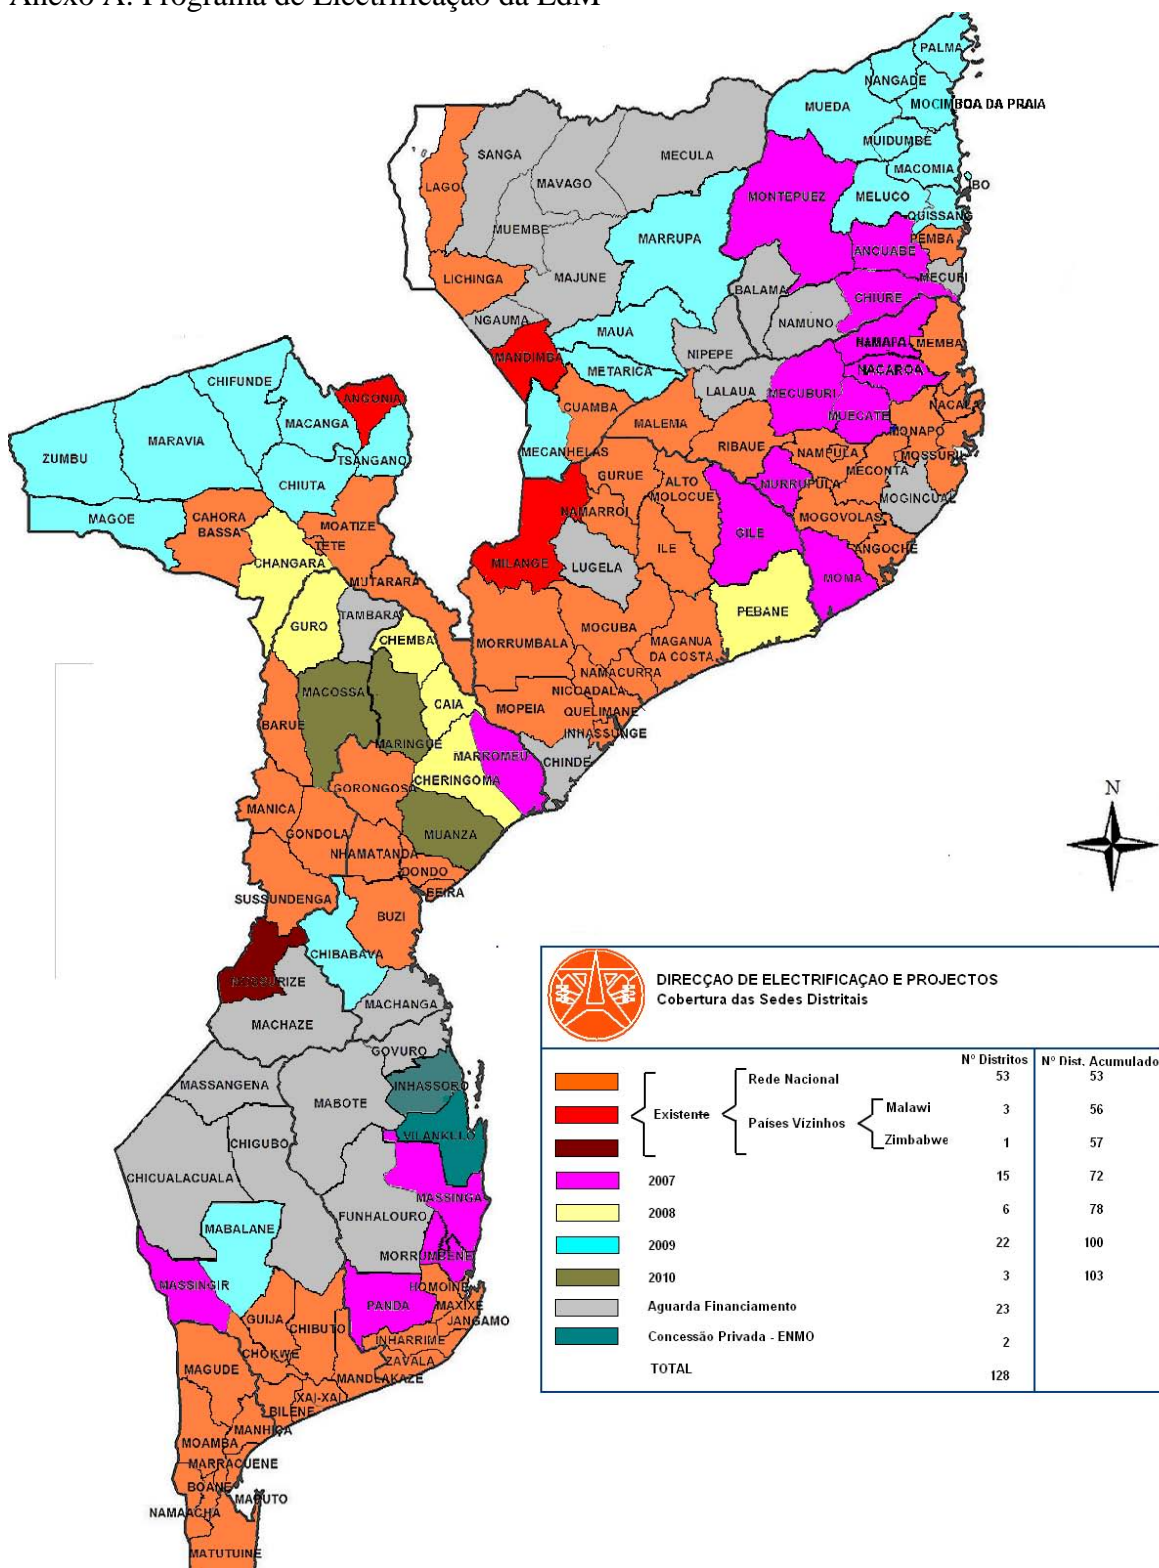 Anexo A: Programa de Electrificação da EdM
PALMA
NANGADE
MUEDA
MOCIMBOA DA PRAIA
MUIDUMBE
SANGA
MECULA
MACOMIA
MAVAGO
LAGO
MONTEPUEZ
MELUCO
IBO
QUISSANG
MUEMBE
MARRUPA
PEMBA
ANCUABE
LICHINGA
MAJUNE
BALAMA
MECUFI
CHIURE
NGAUMA
NAMUNO
MAUA
NAMAPA
MEMBA
MANDIMBA
NIPEPE
METARICA
NACAROA
CHIFUNDE
LALAUA
MECUBURI
ANGONIA
CUAMBA
NACALA
MACANGA
MUECATE
MALEMA
MONAPO
MARAVIA
RIBAUE
ZUMBU
TSANGANO
MECANHELAS
NAMPULA
MOSSURIL
CHIUTA
GURUE
ALTO
MOLOCUE
MECONTA
MURRUPULA
MOGINCUAL
MAGOE
CAHORA
BASSA
MOATIZE
NAMARROI
MOGOVOLAS
TETE
GILE
ILE
ANGOCHE
CHANGARA
MILANGE
LUGELA
MOMA
MUTARARA
PEBANE
TAMBARA
GURO
MOCUBA
CHEMBA
MORRUMBALA
MAGANUA
DA COSTA
NAMACURRA
MACOSSA
NICOADALA
CAIA
MOPEIA
QUELIMANE
BARUE
INHASSUNGE
MARINGUE
MARROMEU
CHINDE
CHERINGOMA
GORONGOSA
N
MANICA
GONDOLA
MUANZA
NHAMATANDA
DONDO
BEIRA
SUSSUNDENGA
BUZI
CHIBABAVA
MACHANGA
MACHAZE
GOVURO
MASSANGENA
INHASSORO
MABOTE
CHIGUBO
CHICUALACUALA
MASSINGA
FUNHALOURO
MABALANE
MORRUMBENE
MASSINGIR
HOMOINE
PANDA
MAXIXE
GUIJA
JANGAMO
CHIBUTO
INHARRIME
CHOKWE
ZAVALA
MAGUDE
MANDLAKAZE
XAI-XAI
BILENE
MANHIÇA
MOAMBA
MARRACUENE
BOANE
MAPUTO
NAMAACHA
MATUTUINE
DIRECÇAO DE ELECTRIFICAÇAO E PROJECTOS
Cobertura das Sedes Distritais
Nº Distritos Nº Dist. Acumulado
Rede Nacional 53 53
Existente Países Vizinhos Malawi 3 56
Zimbabwe 1 57
2007 15 72
2008 6 78
2009 22 100
2010 3 103
Aguarda Financiamento 23
Concessão Privada - ENMO 2
TOTAL 128